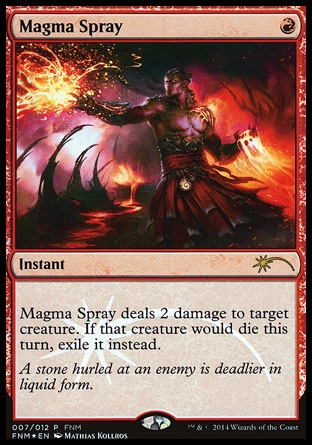 Magma Spray
Instant
Magma Spray deals 2 damage to target
creature. If that creature would die this
turn, exile it instead.
A stone hurled at an enemy is deadlier in
liquid form.
007/012 P FNM
FNM★EN Mathias Kollros
™ & © 2014 Wizards of the Coast